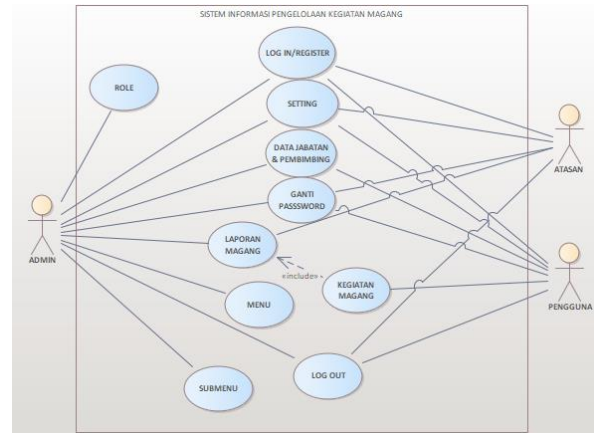 SISTEM INFORMASI PENGELOLAAN KEGIATAN MAGANG
LOG IN/REGISTER
ROLE
SETTING
DATA JABATAN
& PEMBIMBING
ATASAN
GANTI
PASSSWORD
ADMIN
LAPORAN
MAGANG
«include»
KEGIATAN
MAGANG
MENU
PENGGUNA
LOG OUT
SUBMENU